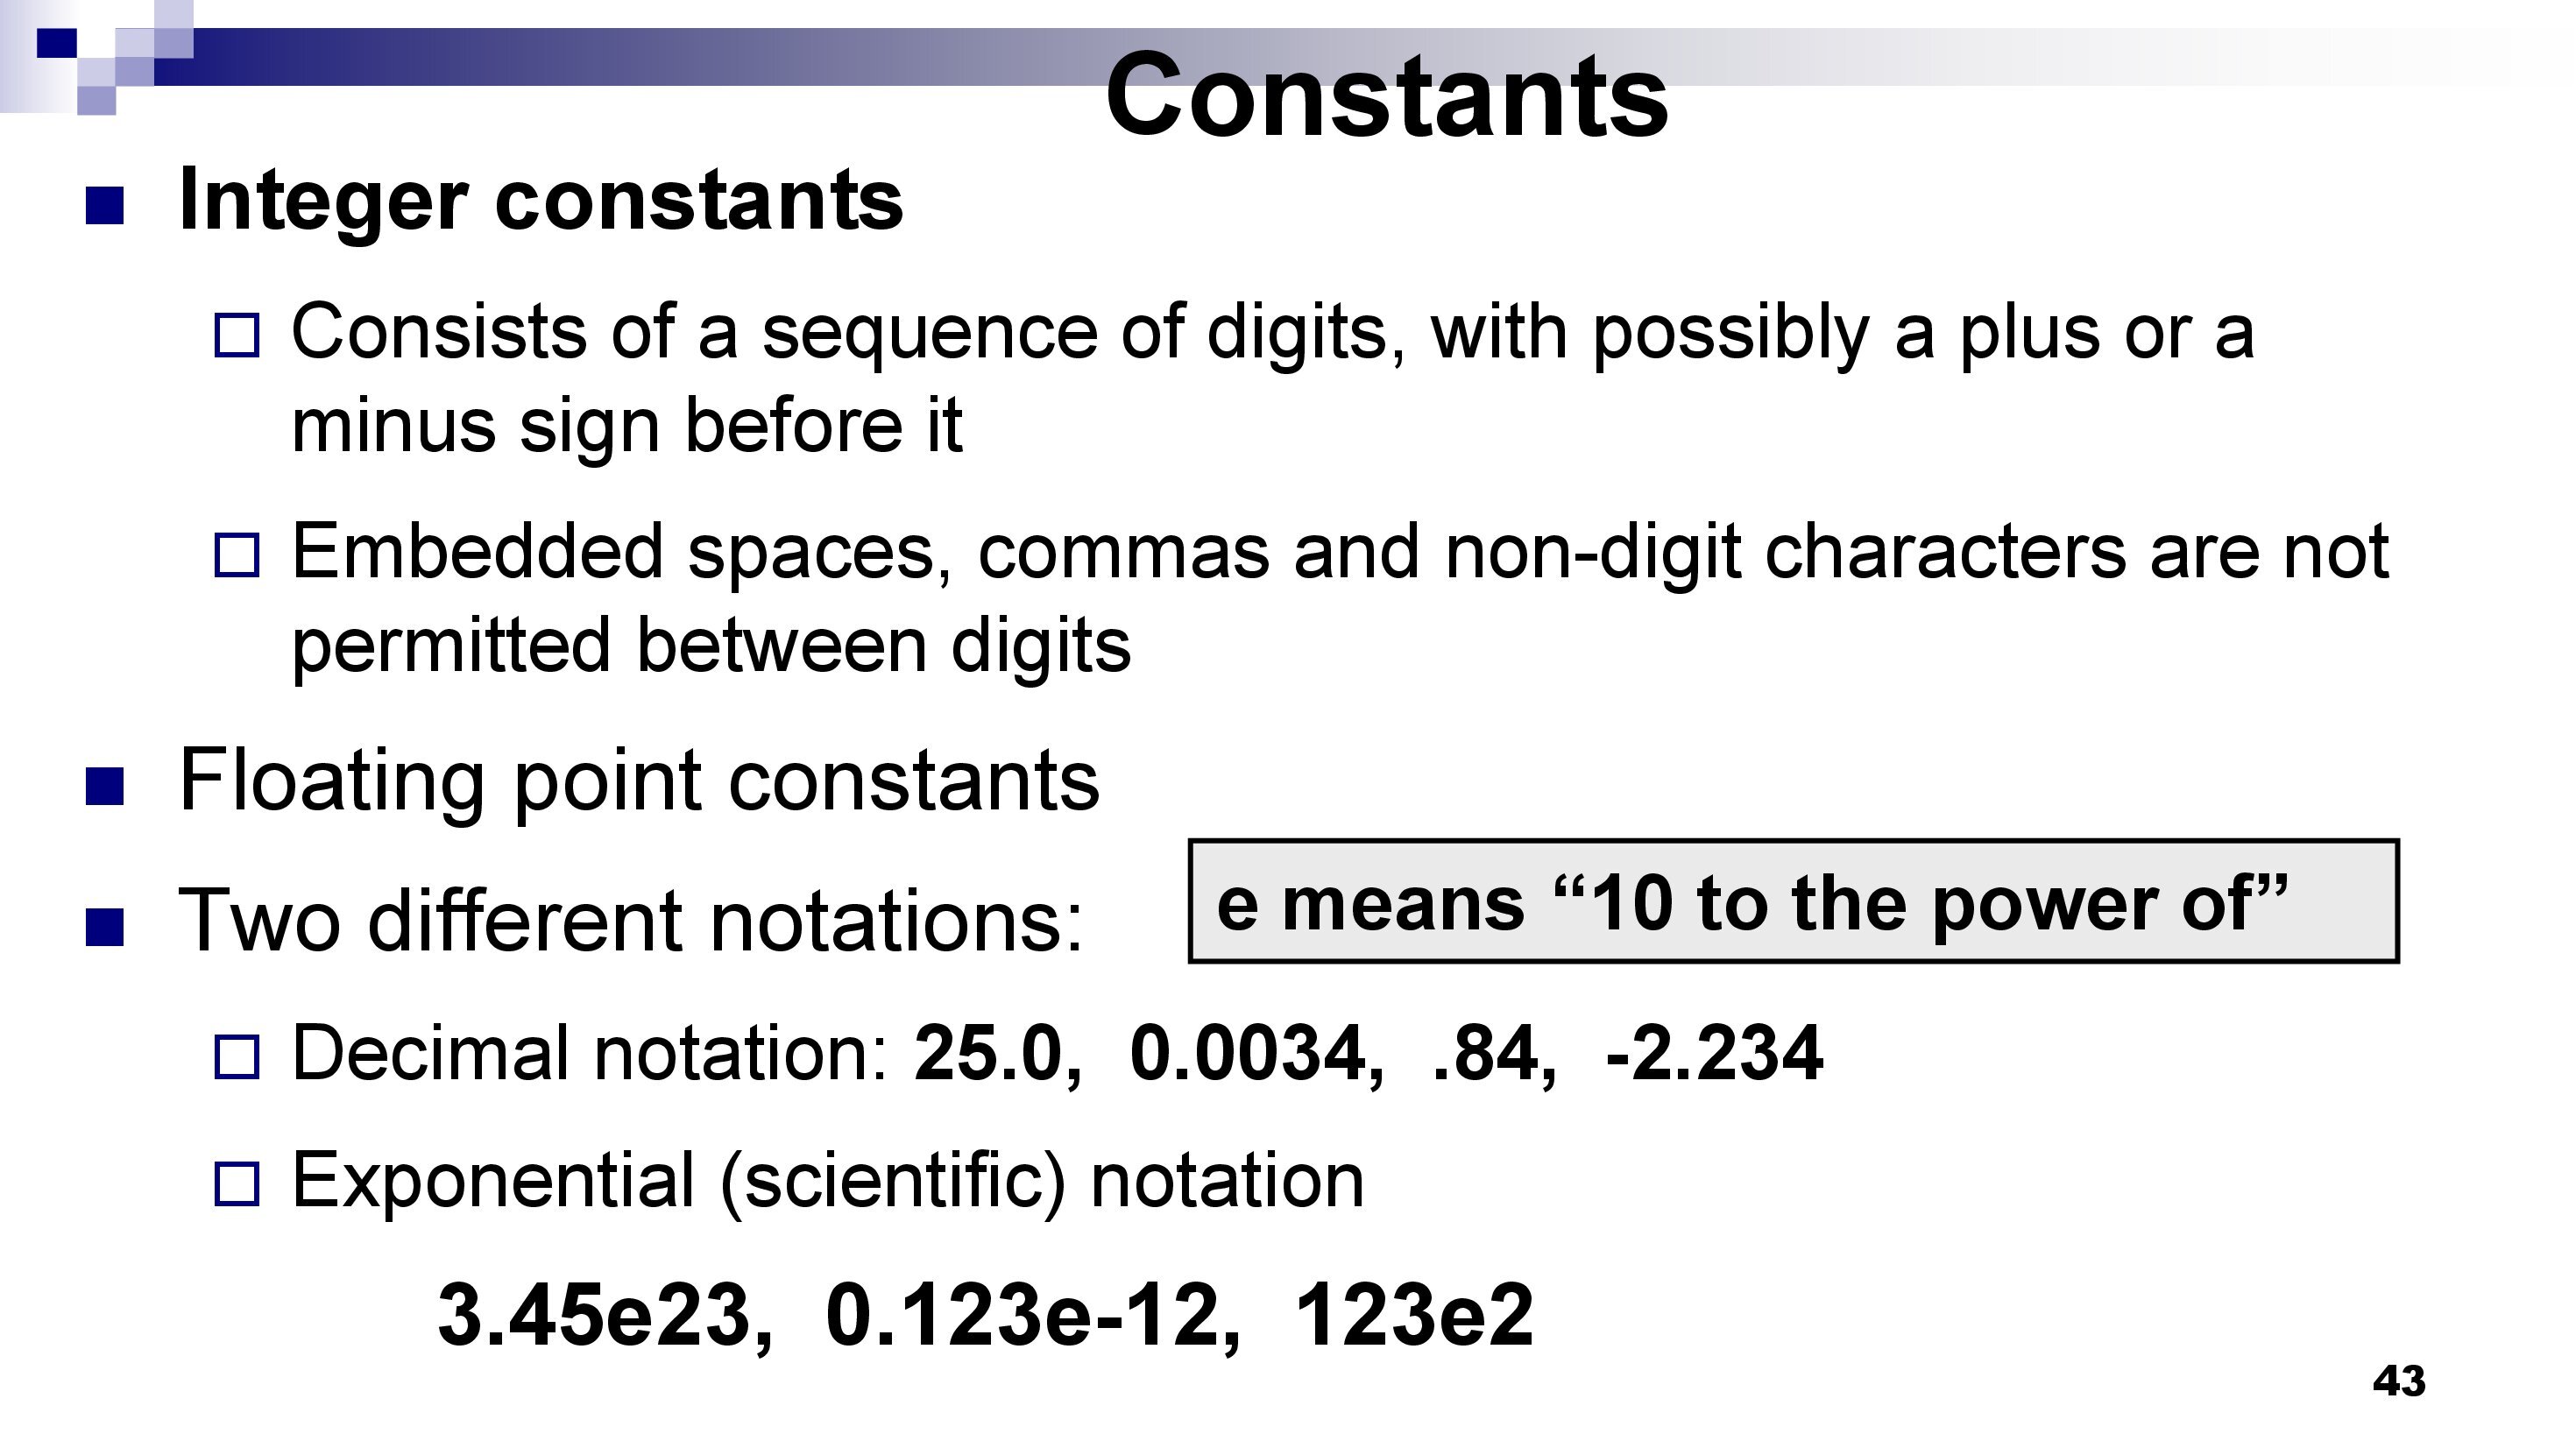 Constants
Integer constants
Consists of a sequence of digits, with possibly a plus or a
minus sign before it
Embedded spaces, commas and non-digit characters are not
permitted between digits
Floating point constants
Two different notations:
e means “10 to the power of”
Decimal notation: 25.0, 0.0034, .84, -2.234
Exponential (scientific) notation
3.45e23, 0.123e-12, 123e2
43